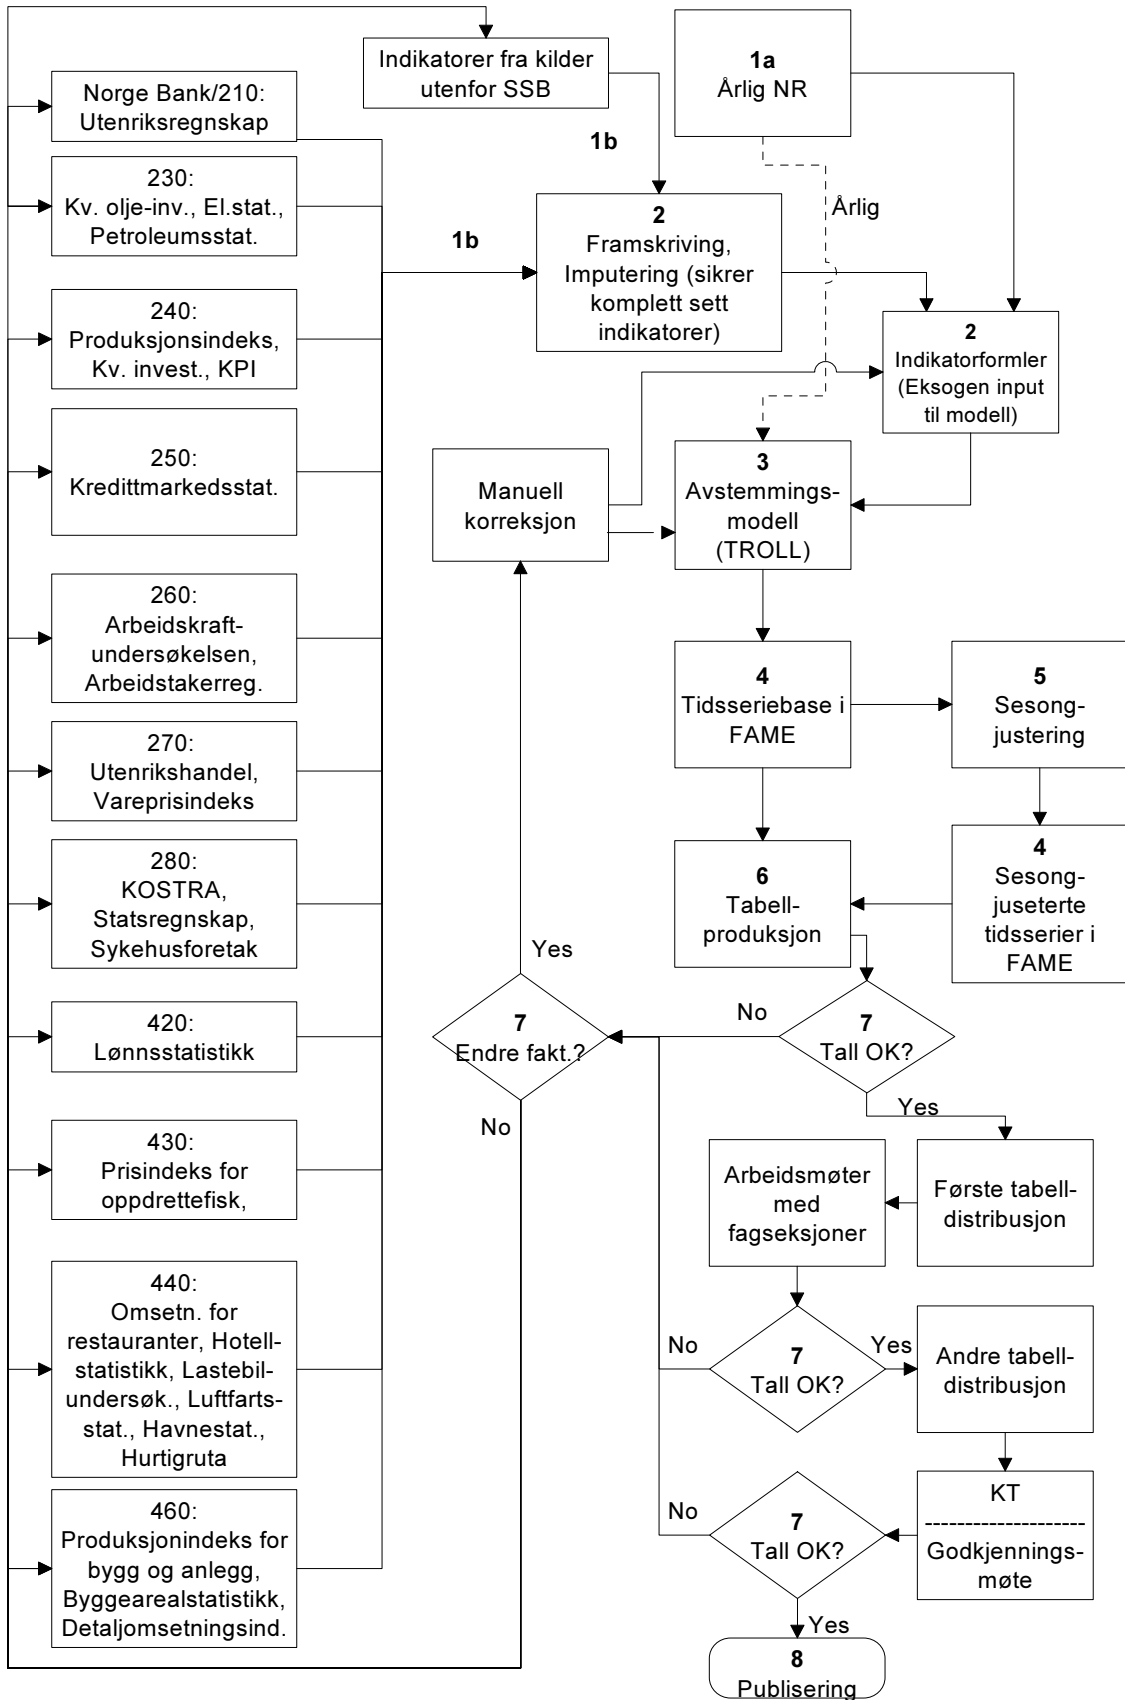 Indikatorer fra kilder
utenfor SSB
1a
Årlig NR
Norge Bank/210:
Utenriksregnskap
1b
230:
Kv. olje-inv., El.stat.,
Petroleumsstat.
1b
2
Framskriving,
Imputering (sikrer
komplett sett
indikatorer)
Årlig
240:
Produksjonsindeks,
Kv. invest., KPI
2
Indikatorformler
(Eksogen input
til modell)
250:
Kredittmarkedsstat.
Manuell
korreksjon
3
Avstemmings-
modell
(TROLL)
260:
Arbeidskraft-
undersøkelsen,
Arbeidstakerreg.
4
Tidsseriebase i
FAME
5
Sesong-
justering
270:
Utenrikshandel,
Vareprisindeks
280:
KOSTRA,
Statsregnskap,
Sykehusforetak
6
Tabell-
produksjon
4
Sesong-
juseterte
tidsserier i
FAME
Yes
420:
Lønnsstatistikk
7
Endre fakt.?
No
7
Tall OK?
Yes
No
430:
Prisindeks for
oppdrettefisk,
Arbeidsmøter
med
fagseksjoner
Første tabell-
distribusjon
440:
Omsetn. for
restauranter, Hotell-
statistikk, Lastebil-
undersøk., Luftfarts-
stat., Havnestat.,
Hurtigruta
No
7
Tall OK?
Yes
Andre tabell-
distribusjon
460:
Produksjonindeks for
bygg og anlegg,
Byggearealstatistikk,
Detaljomsetningsind.
No
7
Tall OK?
KT
--------------------
Godkjennings-
møte
Yes
8
Publisering